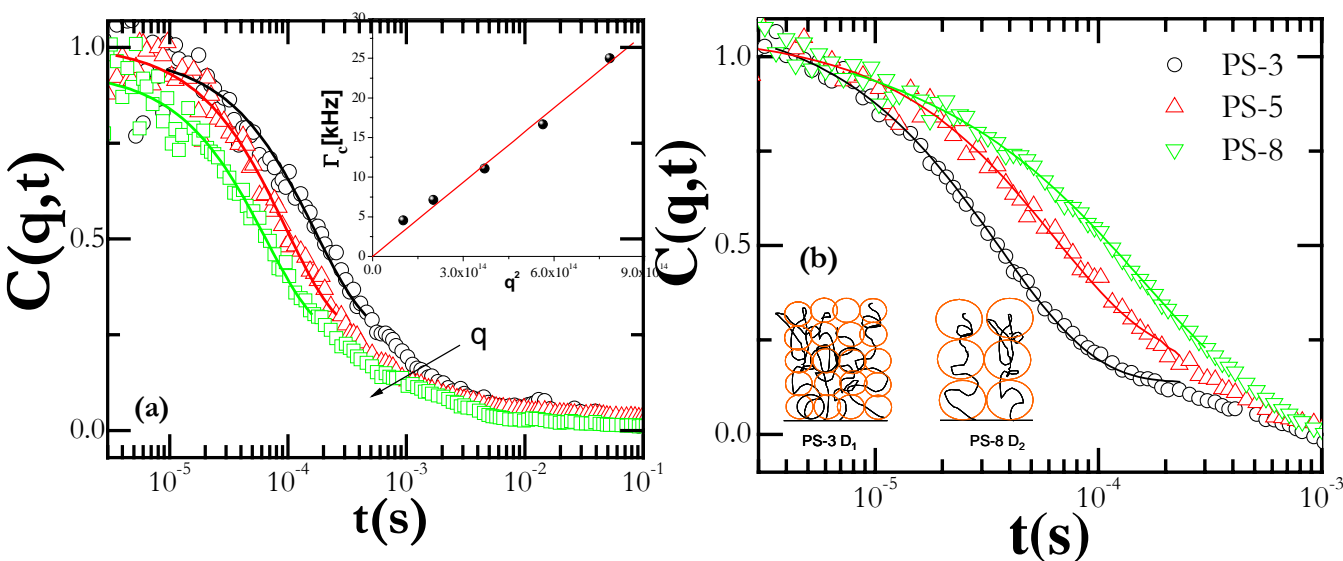 C(q,t)
1.0
0.5
0.0
(a)
q
10⁻⁵ 10⁻⁴ 10⁻³ 10⁻² 10⁻¹
t(s)
Γc[kHz]
30
25
20
15
10
5
0
0.0 3.0x10¹⁴ 6.0x10¹⁴ 9.0x10¹⁴
q²
C(q,t)
1.0
0.5
0.0
PS-3
PS-5
PS-8
(b)
PS-3 D₁ PS-8 D₂
10⁻⁵ 10⁻⁴ 10⁻³
t(s)